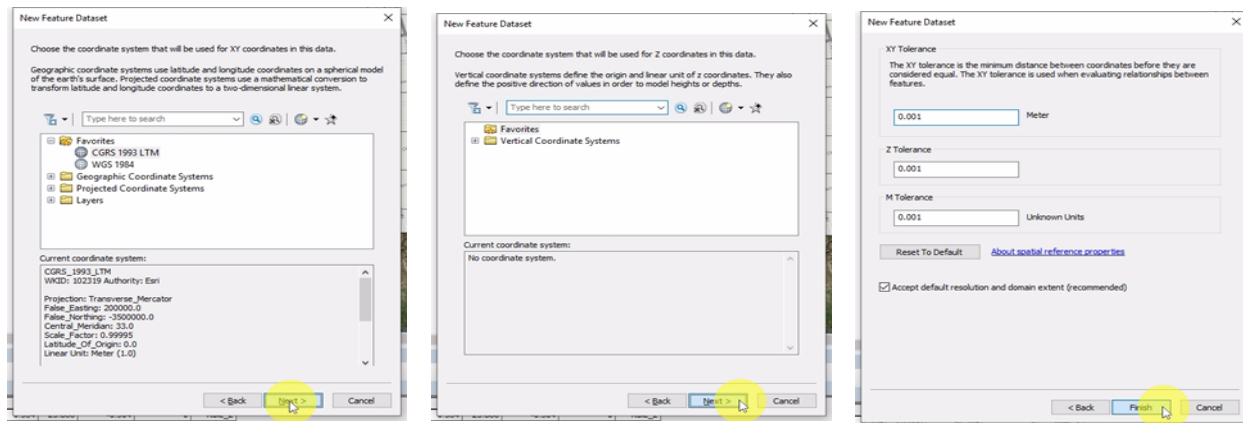 New Feature Dataset
Choose the coordinate system that will be used for XY coordinates in this data.
Geographic coordinate systems use latitude and longitude coordinates on a spherical model
of the earth's surface. Projected coordinate systems use a mathematical conversion to
transform latitude and longitude coordinates to a two-dimensional linear system.
Type here to search
Favorites
CGRS 1993 LTM
WGS 1984
Geographic Coordinate Systems
Projected Coordinate Systems
Layers
Current coordinate system:
CGRS_1993_LTM
WKID: 102319 Authority: Esri
Projection: Transverse_Mercator
False_Easting: 200000.0
False_Northing: -3500000.0
Central_Meridian: 33.0
Scale_Factor: 0.99995
Latitude_Of_Origin: 0.0
Linear Unit: Meter (1.0)
< Back Next > Cancel
New Feature Dataset
Choose the coordinate system that will be used for Z coordinates in this data.
Vertical coordinate systems define the origin and linear unit of z coordinates. They also
define the positive direction of values in order to model heights or depths.
Type here to search
Favorites
Vertical Coordinate Systems
Current coordinate system:
No coordinate system.
< Back Next > Cancel
New Feature Dataset
XY Tolerance
The XY tolerance is the minimum distance between coordinates before they are
considered equal. The XY tolerance is used when evaluating relationships between
features.
0.001 Meter
Z Tolerance
0.001
M Tolerance
0.001 Unknown Units
Reset To Default About spatial reference properties
Accept default resolution and domain extent (recommended)
< Back Finish Cancel